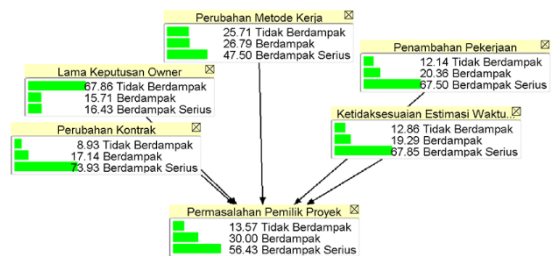 Perubahan Metode Kerja
25.71 Tidak Berdampak
26.79 Berdampak
47.50 Berdampak Serius
Penambahan Pekerjaan
12.14 Tidak Berdampak
20.36 Berdampak
67.50 Berdampak Serius
Lama Keputusan Owner
67.86 Tidak Berdampak
15.71 Berdampak
16.43 Berdampak Serius
Ketidaksesuaian Estimasi Waktu..
12.86 Tidak Berdampak
19.29 Berdampak
67.85 Berdampak Serius
Perubahan Kontrak
8.93 Tidak Berdampak
17.14 Berdampak
73.93 Berdampak Serius
Permasalahan Pemilik Proyek
13.57 Tidak Berdampak
30.00 Berdampak
56.43 Berdampak Serius